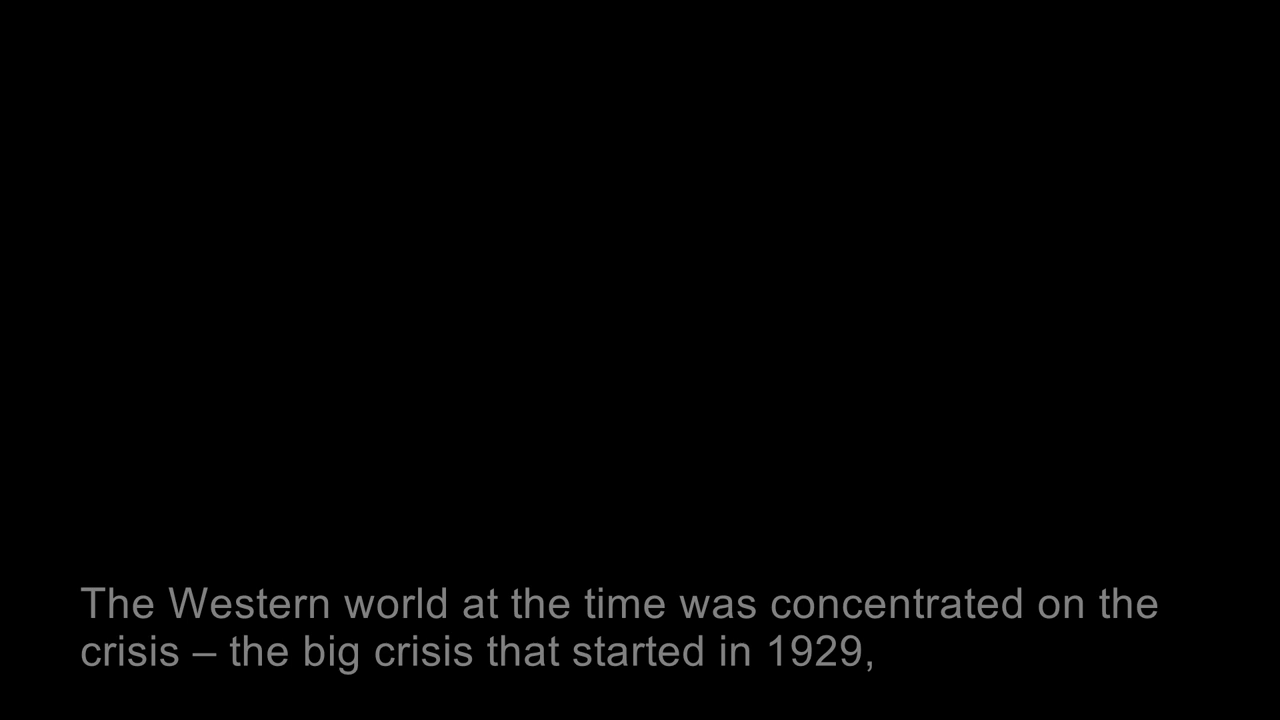 The Western world at the time was concentrated on the
crisis – the big crisis that started in 1929,